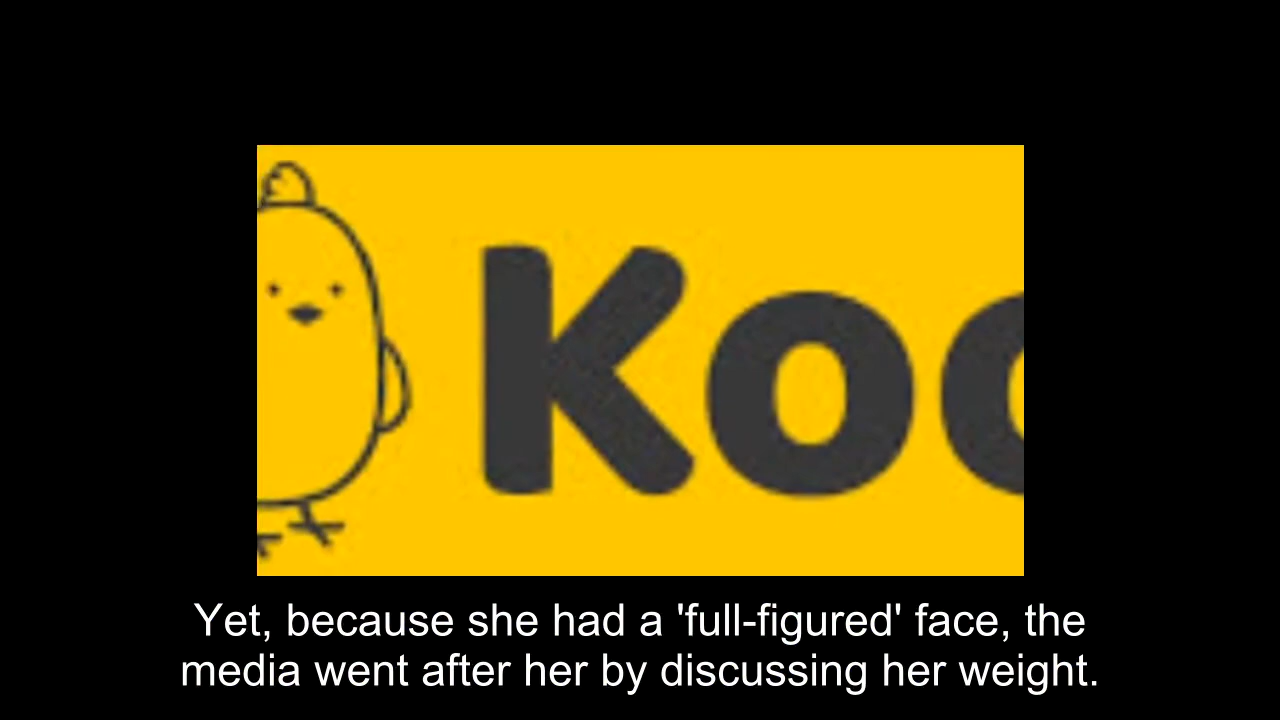 Koo
Yet, because she had a 'full-figured' face, the
media went after her by discussing her weight.